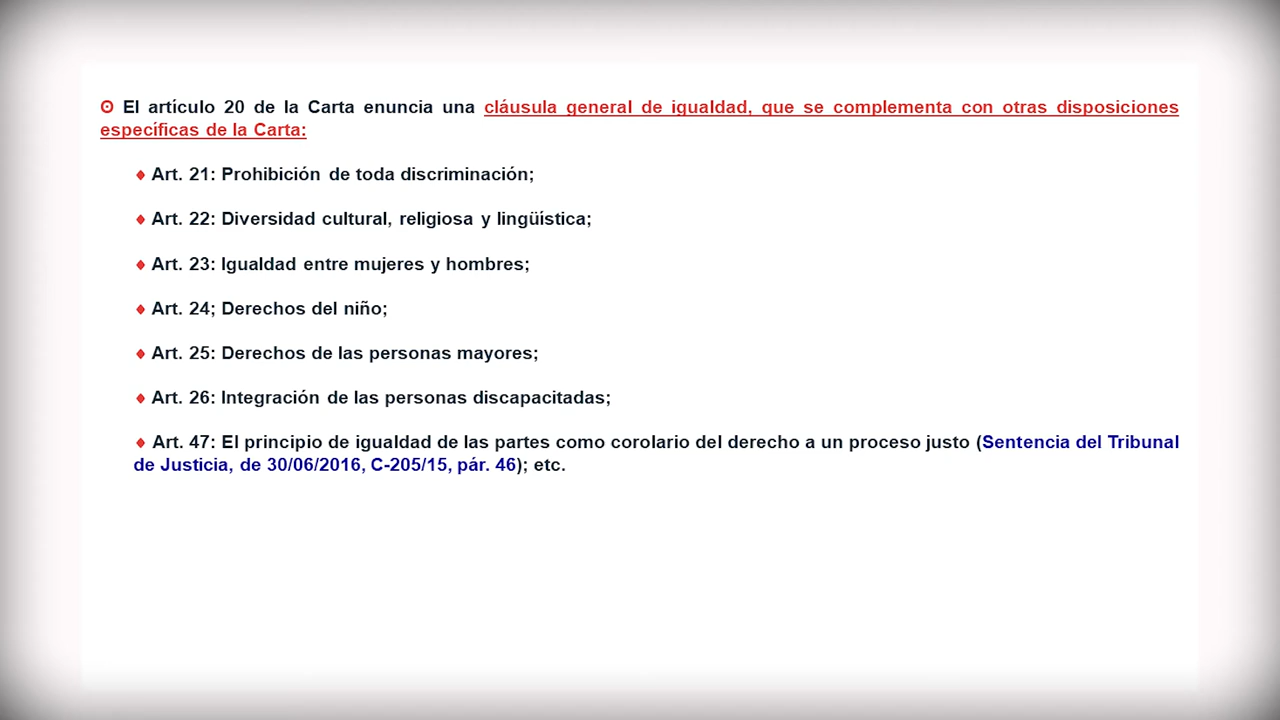 ⊙ El artículo 20 de la Carta enuncia una cláusula general de igualdad, que se complementa con otras disposiciones
específicas de la Carta:
♦ Art. 21: Prohibición de toda discriminación;
♦ Art. 22: Diversidad cultural, religiosa y lingüística;
♦ Art. 23: Igualdad entre mujeres y hombres;
♦ Art. 24; Derechos del niño;
♦ Art. 25: Derechos de las personas mayores;
♦ Art. 26: Integración de las personas discapacitadas;
♦ Art. 47: El principio de igualdad de las partes como corolario del derecho a un proceso justo (Sentencia del Tribunal
de Justicia, de 30/06/2016, C-205/15, pár. 46); etc.